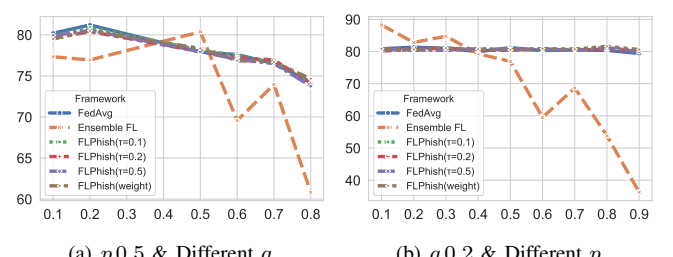 80
75
70
65
60
Framework
FedAvg
Ensemble FL
FLPhish(τ=0.1)
FLPhish(τ=0.2)
FLPhish(τ=0.5)
FLPhish(weight)
0.1 0.2 0.3 0.4 0.5 0.6 0.7 0.8
(a) p 0.5 & Different q
90
80
70
60
50
40
Framework
FedAvg
Ensemble FL
FLPhish(τ=0.1)
FLPhish(τ=0.2)
FLPhish(τ=0.5)
FLPhish(weight)
0.1 0.2 0.3 0.4 0.5 0.6 0.7 0.8 0.9
(b) q 0.2 & Different p